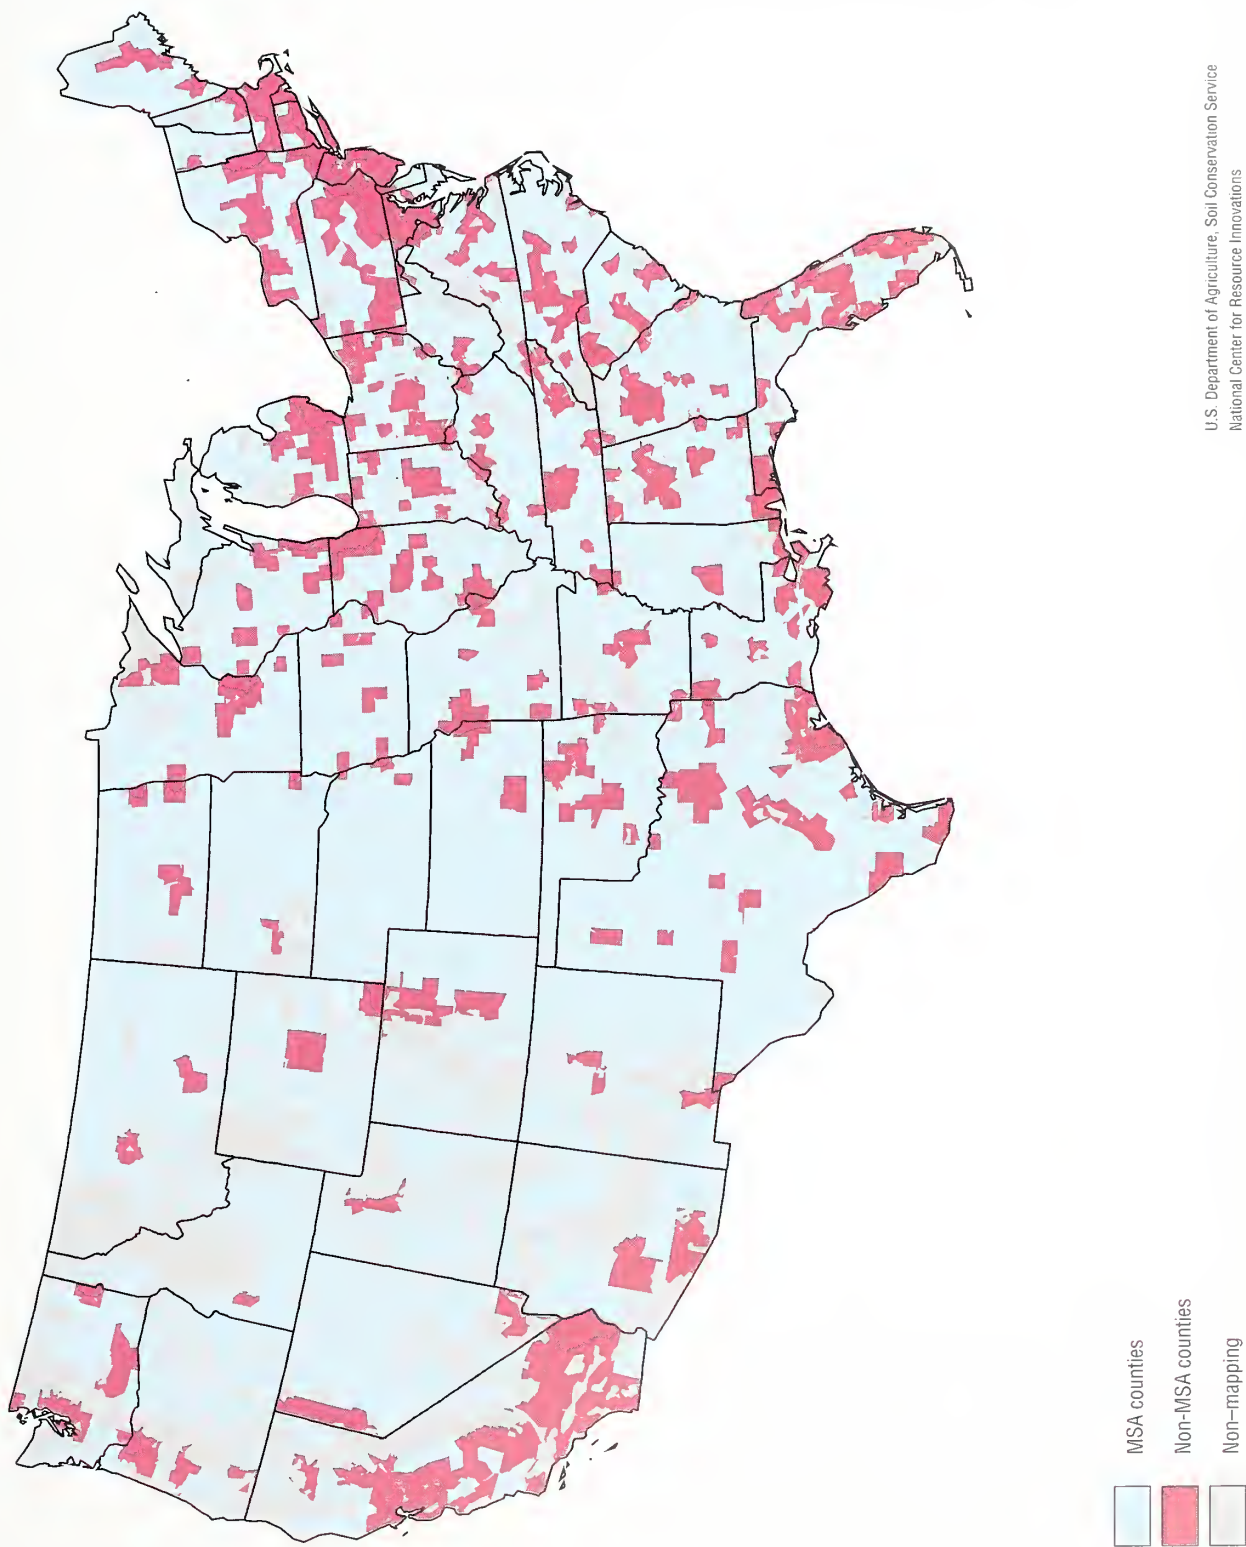 MSA counties
Non-MSA counties
Non-mapping
U.S. Department of Agriculture, Soil Conservation Service
National Center for Resource Innovations